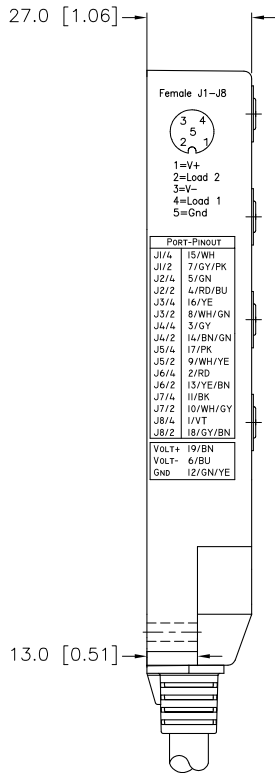 27.0 [1.06]
Female J1-J8
3 4
5
2 1
1=V+
2=Load 2
3=V-
4=Load 1
5=Gnd
PORT-PINOUT
J1/4 15/WH
J1/2 7/GY/PK
J2/4 5/GN
J2/2 4/RD/BU
J3/4 16/YE
J3/2 8/WH/GN
J4/4 3/GY
J4/2 14/BN/GN
J5/4 17/PK
J5/2 9/WH/YE
J6/4 2/RD
J6/2 13/YE/BN
J7/4 11/BK
J7/2 10/WH/GY
J8/4 1/VT
J8/2 18/GY/BN
VOLT+ 19/BN
VOLT- 6/BU
GND 12/GN/YE
13.0 [0.51]